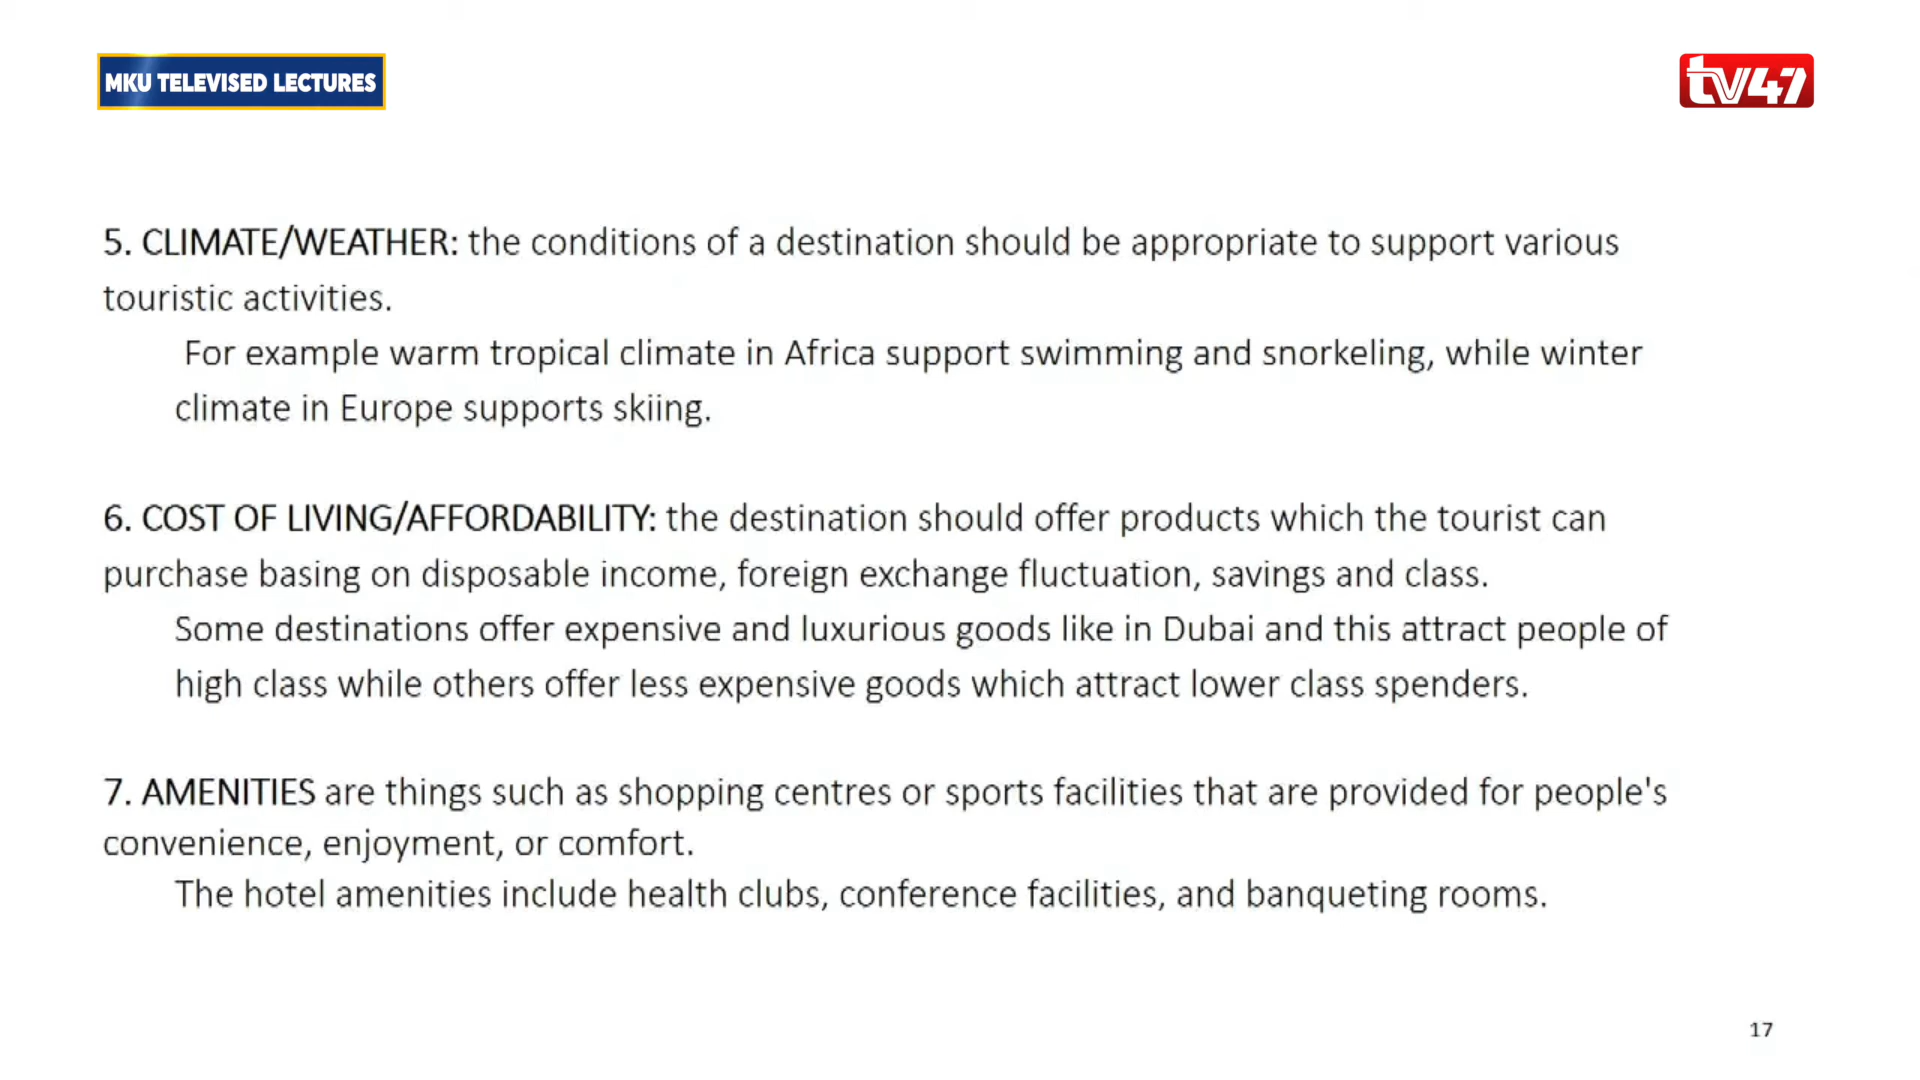 MKU TELEVISED LECTURES
tv47
5. CLIMATE/WEATHER: the conditions of a destination should be appropriate to support various
touristic activities.
For example warm tropical climate in Africa support swimming and snorkeling, while winter
climate in Europe supports skiing.
6. COST OF LIVING/AFFORDABILITY: the destination should offer products which the tourist can
purchase basing on disposable income, foreign exchange fluctuation, savings and class.
Some destinations offer expensive and luxurious goods like in Dubai and this attract people of
high class while others offer less expensive goods which attract lower class spenders.
7. AMENITIES are things such as shopping centres or sports facilities that are provided for people's
convenience, enjoyment, or comfort.
The hotel amenities include health clubs, conference facilities, and banqueting rooms.
17